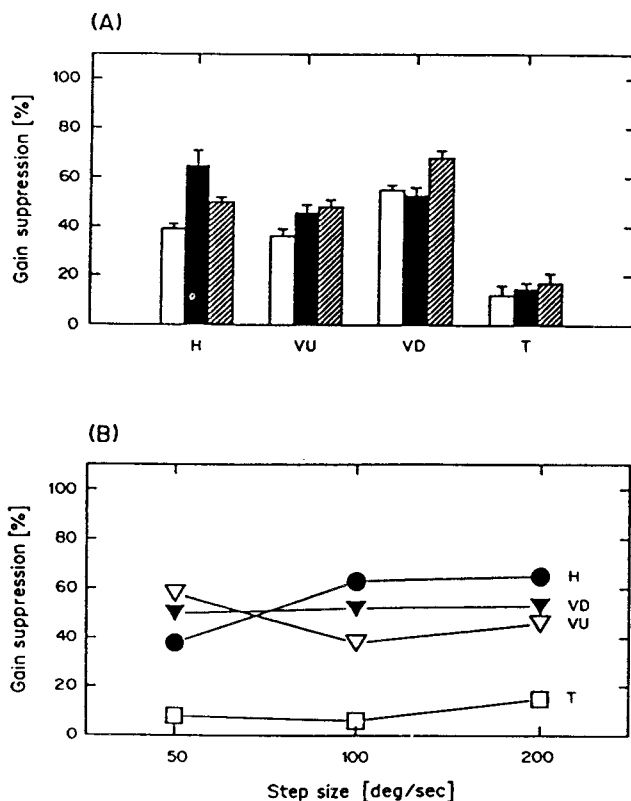 (A)
Gain suppression [%]
100
80
60
40
20
0
H VU VD T
(B)
Gain suppression [%]
100
80
60
40
20
0
H
VD
VU
T
50 100 200
Step size [deg/sec]